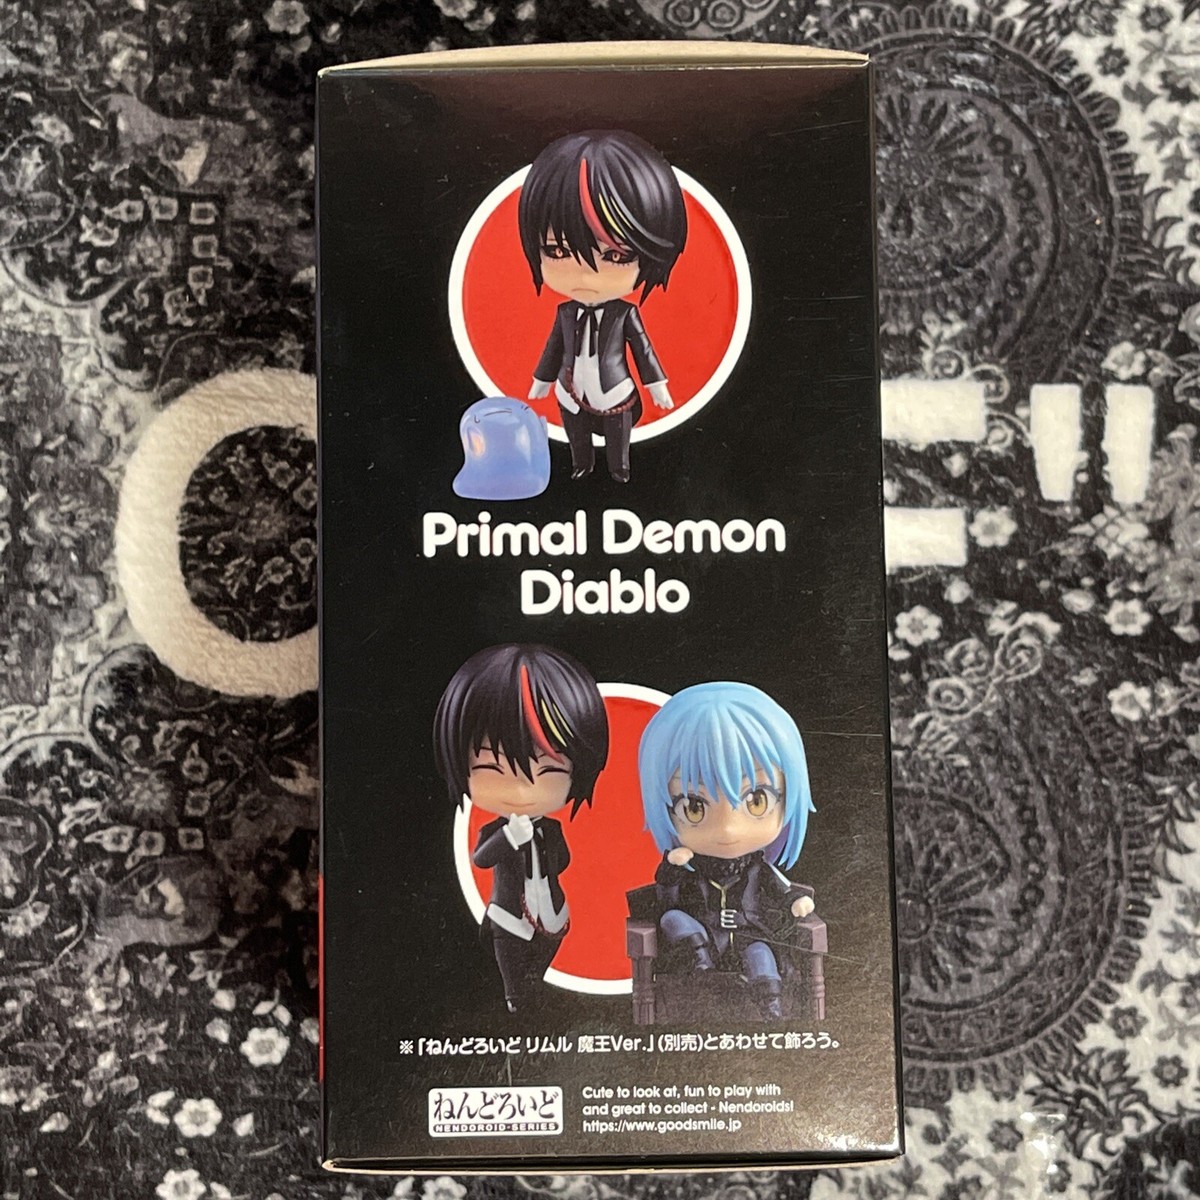 Primal Demon
Diablo
※「ねんどろいど リムル 魔王Ver.」(別売)とあわせて飾ろう。
ねんどろいど
NENDOROID-SERIES
Cute to look at, fun to play with
and great to collect - Nendoroids!
https://www.goodsmile.jp